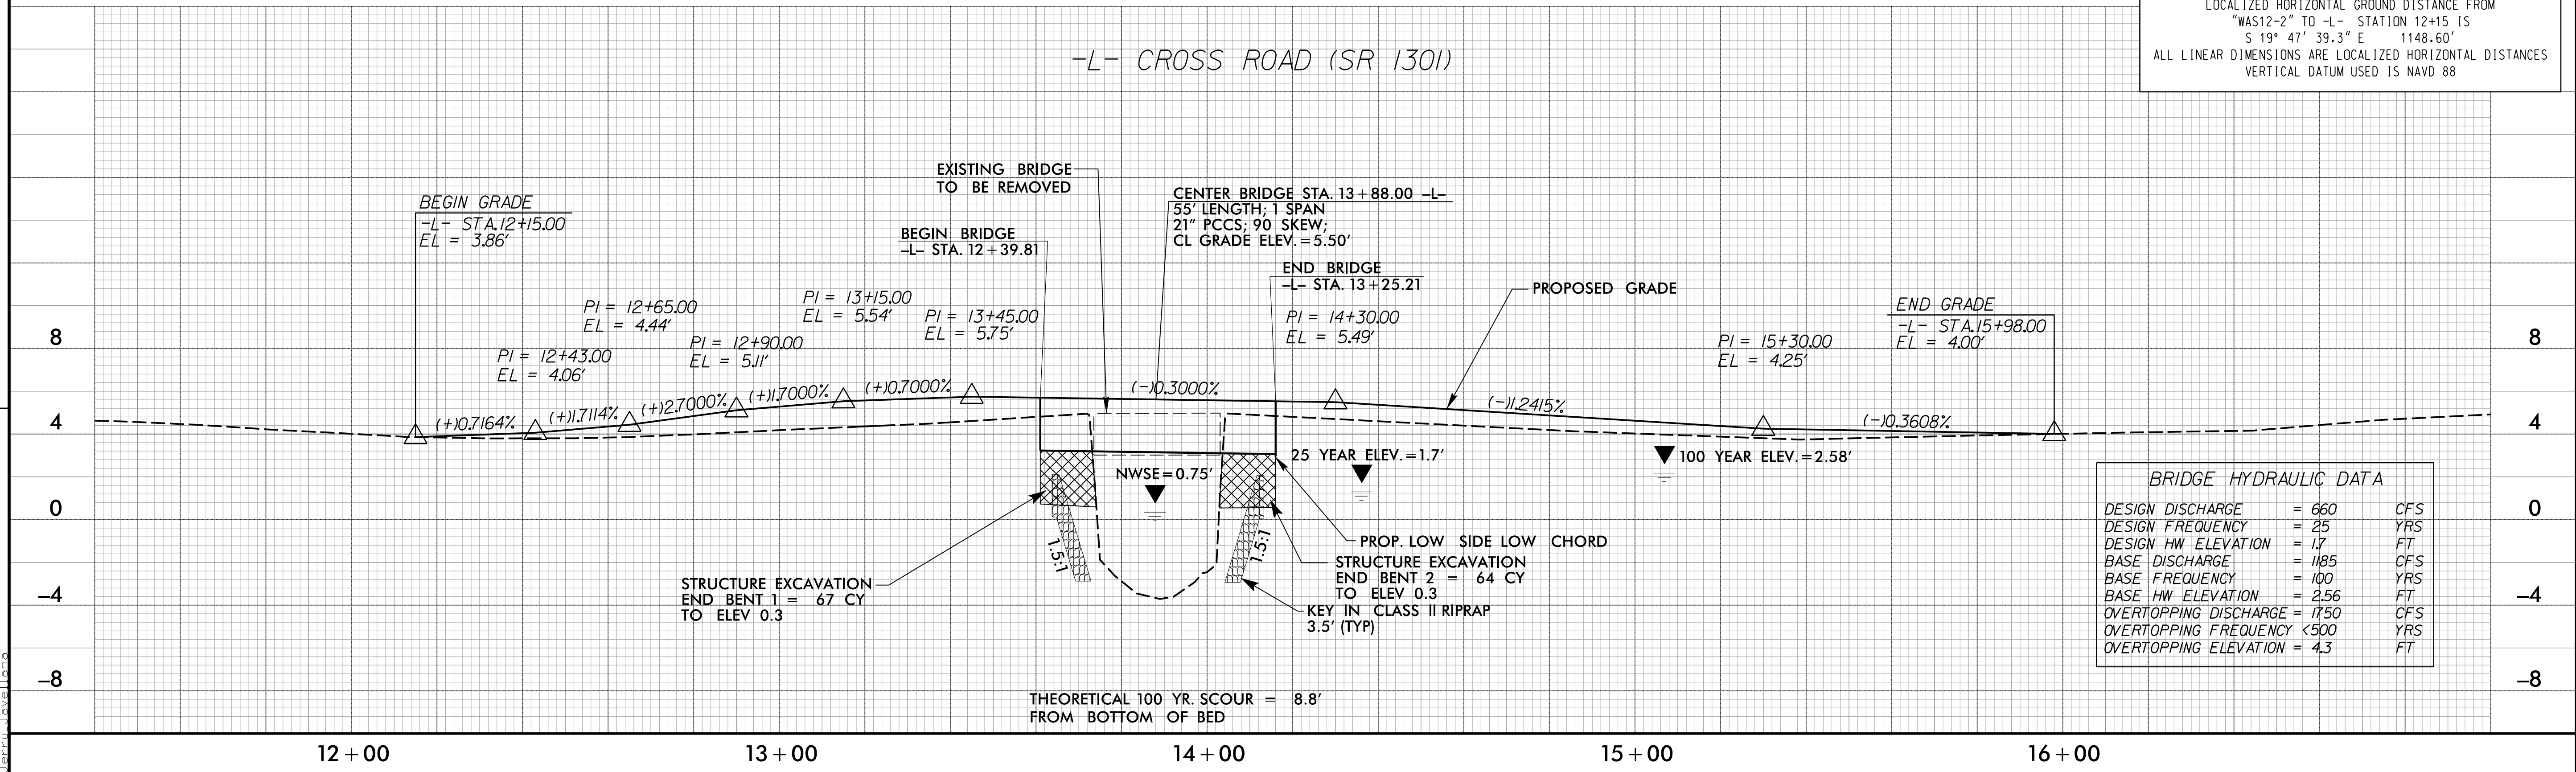 LOCALIZED HORIZONTAL GROUND DISTANCE FROM
"WAS12-2" TO -L- STATION 12+15 IS
S 19° 47' 39.3" E 1148.60'
ALL LINEAR DIMENSIONS ARE LOCALIZED HORIZONTAL DISTANCES
VERTICAL DATUM USED IS NAVD 88
-L- CROSS ROAD (SR 1301)
EXISTING BRIDGE
TO BE REMOVED
CENTER BRIDGE STA. 13+88.00 -L-
55' LENGTH; 1 SPAN
21" PCCS; 90 SKEW;
CL GRADE ELEV.=5.50'
BEGIN GRADE
-L- STA.12+15.00
EL = 3.86'
BEGIN BRIDGE
-L- STA. 12+39.81
END BRIDGE
-L- STA. 13+25.21
PROPOSED GRADE
END GRADE
-L- STA.15+98.00
EL = 4.00'
PI = 12+43.00
EL = 4.06'
PI = 12+65.00
EL = 4.44'
PI = 12+90.00
EL = 5.11'
PI = 13+15.00
EL = 5.54'
PI = 13+45.00
EL = 5.75'
PI = 14+30.00
EL = 5.49'
PI = 15+30.00
EL = 4.25'
8
8
(+)0.7164%
(+)1.7114%
(+)2.7000%
(+)1.7000%
(+)0.7000%
(-)0.3000%
(-)1.2415%
(-)0.3608%
4
4
NWSE=0.75'
25 YEAR ELEV.=1.7'
100 YEAR ELEV.=2.58'
0
0
1.5:1
1.5:1
PROP. LOW SIDE LOW CHORD
STRUCTURE EXCAVATION
END BENT 1 = 67 CY
TO ELEV 0.3
STRUCTURE EXCAVATION
END BENT 2 = 64 CY
TO ELEV 0.3
KEY IN CLASS II RIPRAP
3.5' (TYP)
BRIDGE HYDRAULIC DATA
DESIGN DISCHARGE = 660 CFS
DESIGN FREQUENCY = 25 YRS
DESIGN HW ELEVATION = 1.7 FT
BASE DISCHARGE = 1185 CFS
BASE FREQUENCY = 100 YRS
BASE HW ELEVATION = 2.56 FT
OVERTOPPING DISCHARGE = 1750 CFS
OVERTOPPING FREQUENCY <500 YRS
OVERTOPPING ELEVATION = 4.3 FT
-4
-4
-8
-8
THEORETICAL 100 YR. SCOUR = 8.8'
FROM BOTTOM OF BED
Jerry Javellana
12+00
13+00
14+00
15+00
16+00